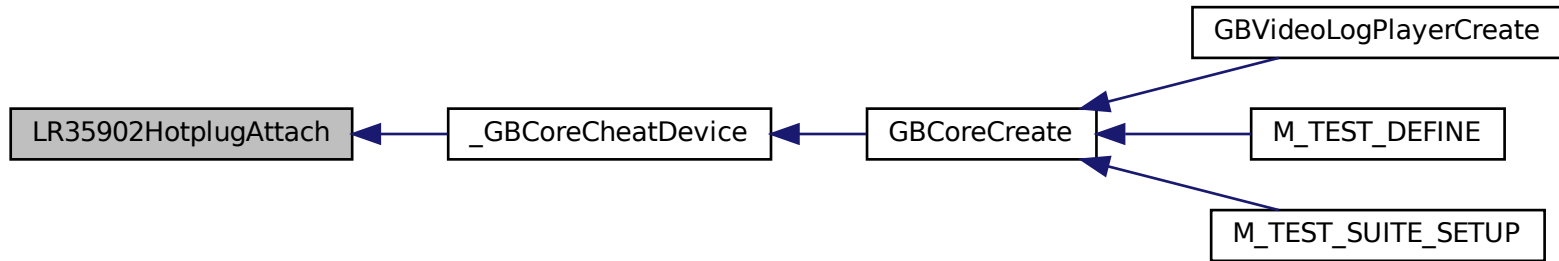 GBVideoLogPlayerCreate
LR35902HotplugAttach
_GBCoreCheatDevice
GBCoreCreate
M_TEST_DEFINE
M_TEST_SUITE_SETUP